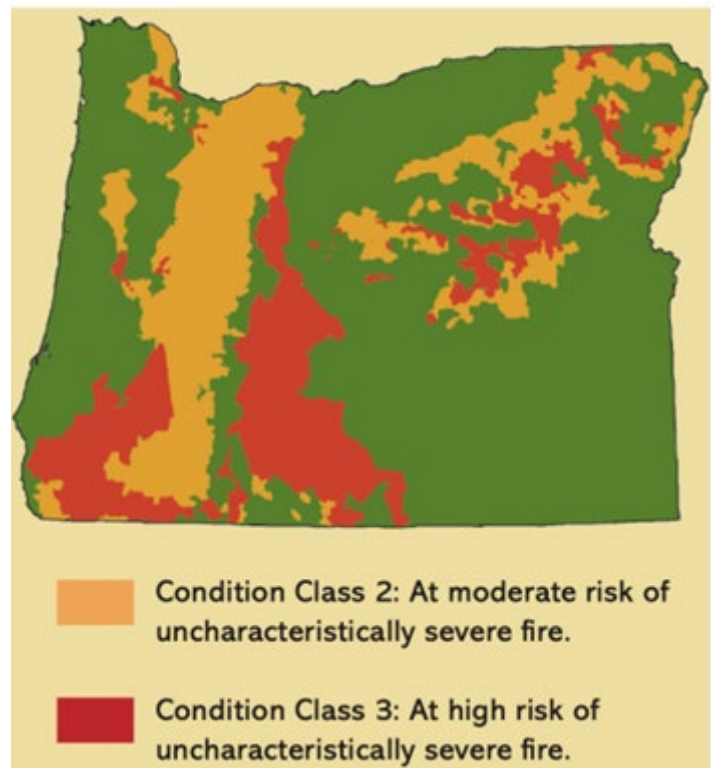 Condition Class 2: At moderate risk of
uncharacteristically severe fire.
Condition Class 3: At high risk of
uncharacteristically severe fire.